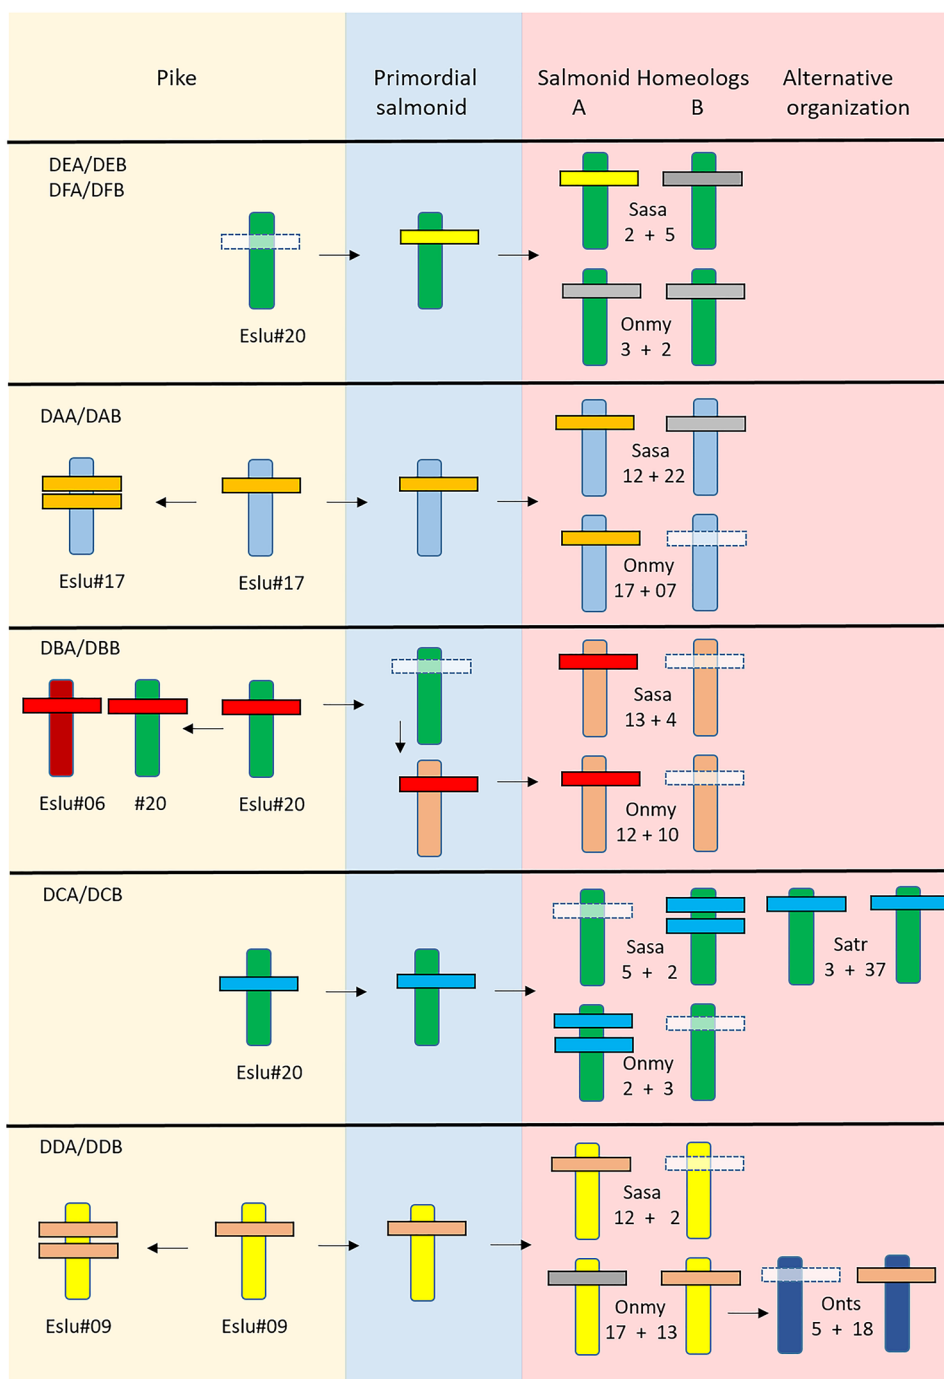 Pike
Primordial salmonid
Salmonid Homeologs
A B
Alternative organization
DEA/DEB
DFA/DFB
Eslu#20
Sasa
2 + 5
Onmy
3 + 2
DAA/DAB
Eslu#17
Eslu#17
Sasa
12 + 22
Onmy
17 + 07
DBA/DBB
Eslu#06
#20
Eslu#20
Sasa
13 + 4
Onmy
12 + 10
DCA/DCB
Eslu#20
Sasa
5 + 2
Satr
3 + 37
Onmy
2 + 3
DDA/DDB
Eslu#09
Eslu#09
Sasa
12 + 2
Onmy
17 + 13
Onts
5 + 18